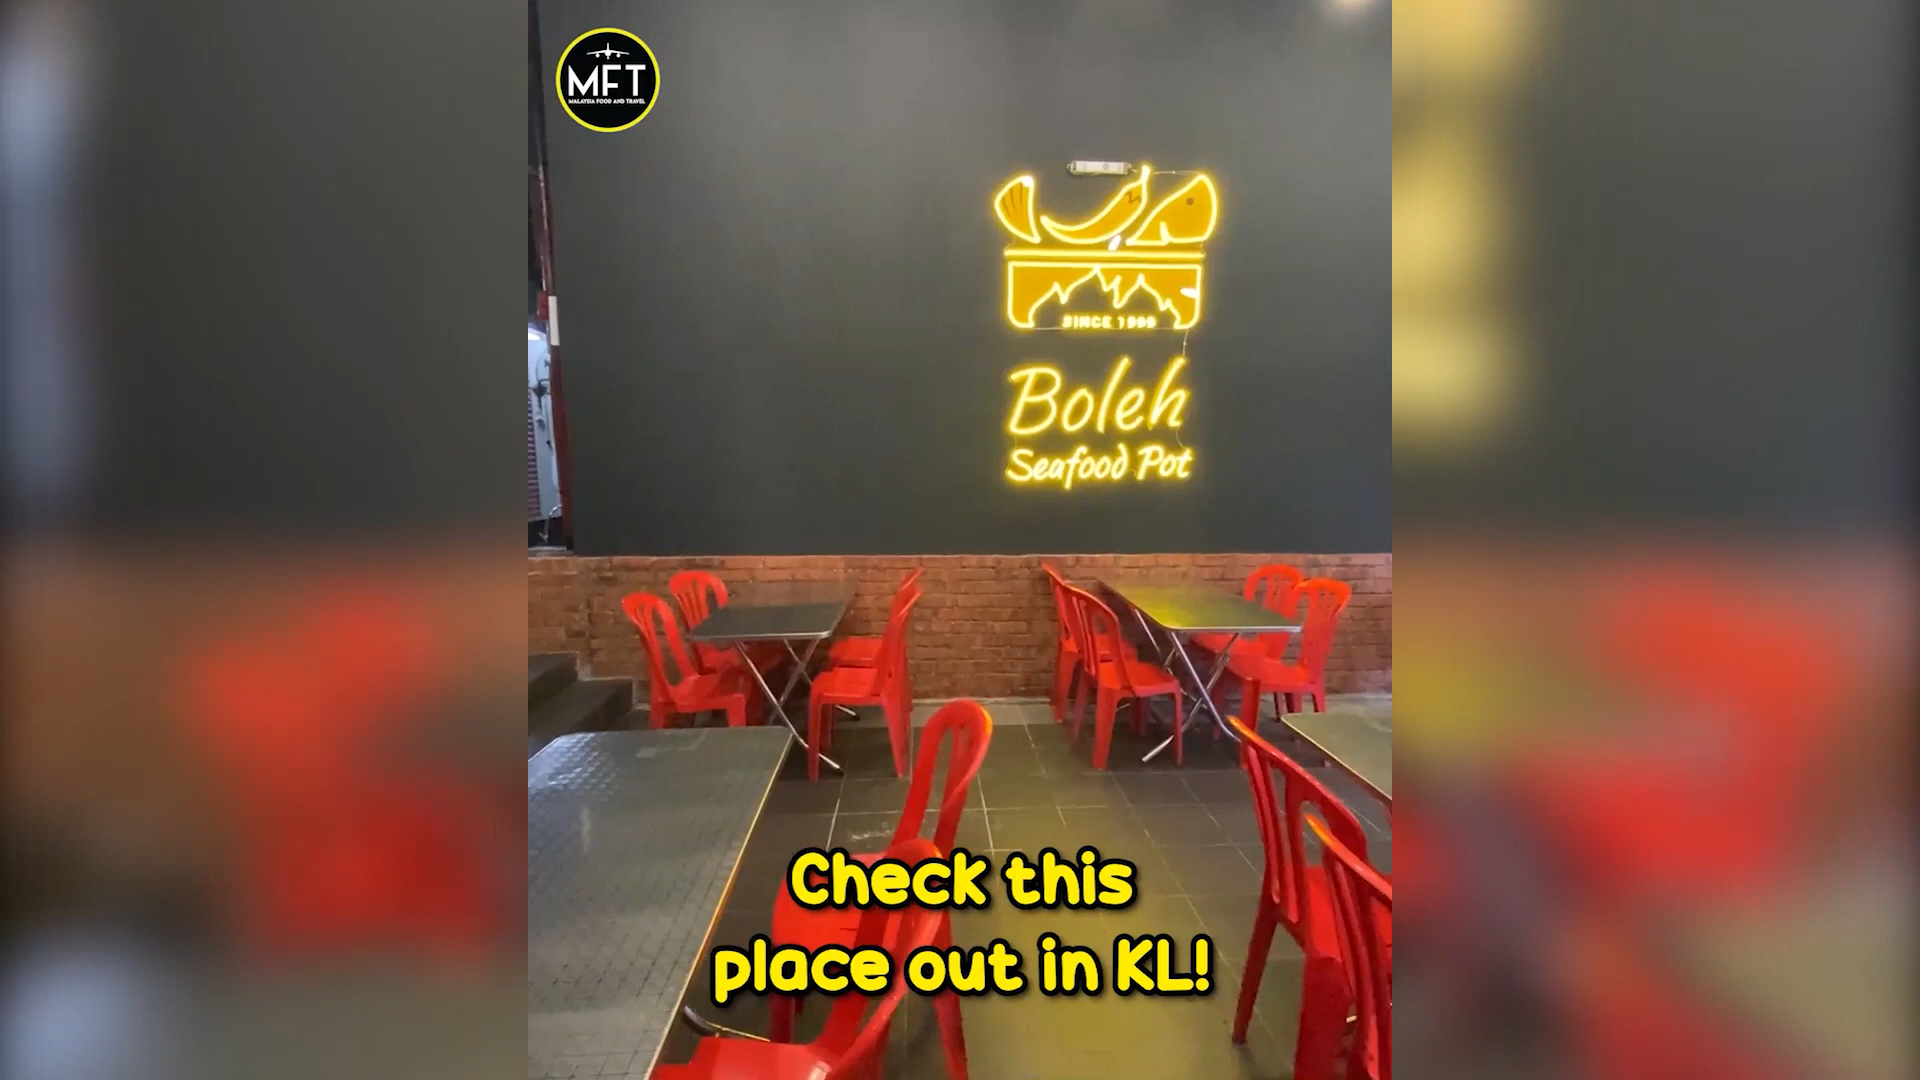 MFT
MALAYSIA FOOD AND TRAVEL
SINCE 1999
Boleh
Seafood Pot
Check this
place out in KL!